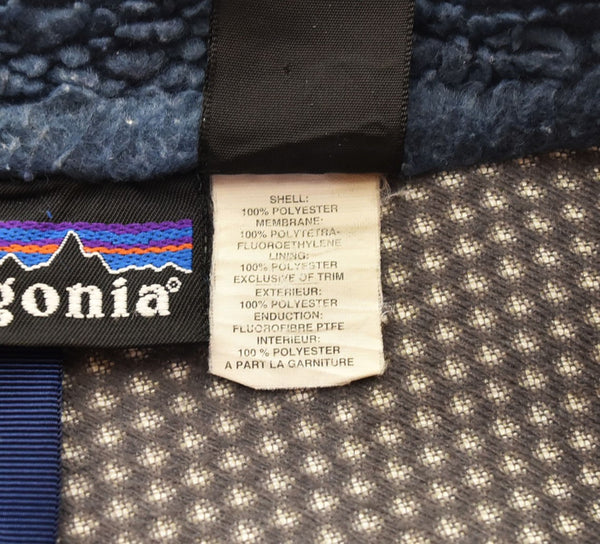 gonia®
SHELL:
100% POLYESTER
MEMBRANE:
100% POLYTETRA-
FLUOROETHYLENE
LINING:
100% POLYESTER
EXCLUSIVE OF TRIM
EXTERIEUR:
100% POLYESTER
ENDUCTION:
FLUOROFIBRE PTFE
INTERIEUR:
100 % POLYESTER
A PART LA GARNITURE